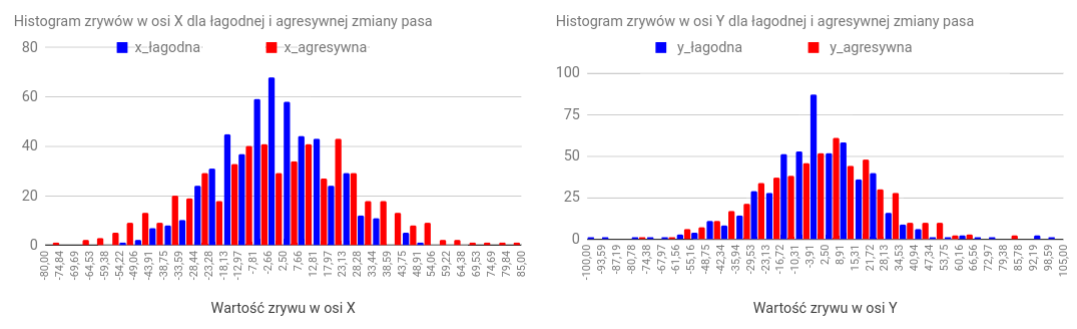 Histogram zrywów w osi X dla łagodnej i agresywnej zmiany pasa
x_łagodna x_agresywna
80
60
40
20
0
-80,00 -74,84 -69,69 -64,53 -59,38 -54,22 -49,06 -43,91 -38,75 -33,59 -28,44 -23,28 -18,13 -12,97 -7,81 -2,66 2,50 7,66 12,81 17,97 23,13 28,28 33,44 38,59 43,75 48,91 54,06 59,22 64,38 69,53 74,69 79,84 85,00
Wartość zrywu w osi X
Histogram zrywów w osi Y dla łagodnej i agresywnej zmiany pasa
y_łagodna y_agresywna
100
75
50
25
0
-100,00 -93,59 -87,19 -80,78 -74,38 -67,97 -61,56 -55,16 -48,75 -42,34 -35,94 -29,53 -23,13 -16,72 -10,31 -3,91 2,50 8,91 15,31 21,72 28,13 34,53 40,94 47,34 53,75 60,16 66,56 72,97 79,38 85,78 92,19 98,59 105,00
Wartość zrywu w osi Y